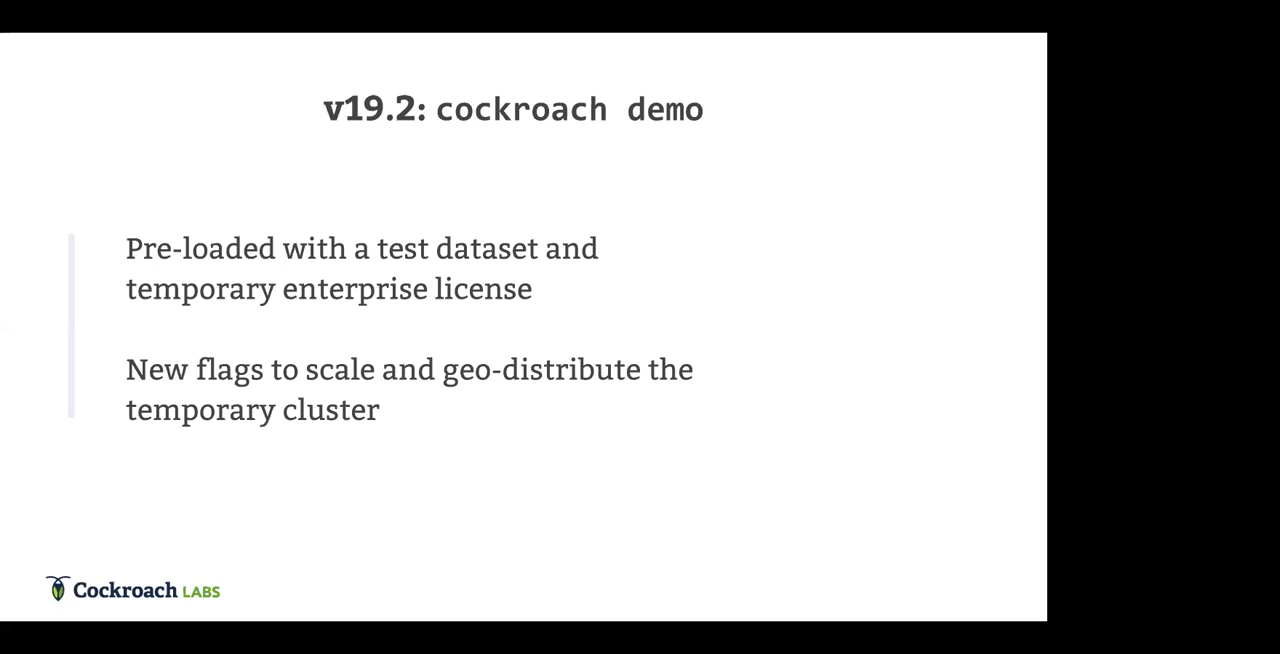 v19.2: cockroach demo
Pre-loaded with a test dataset and
temporary enterprise license
New flags to scale and geo-distribute the
temporary cluster
Cockroach LABS